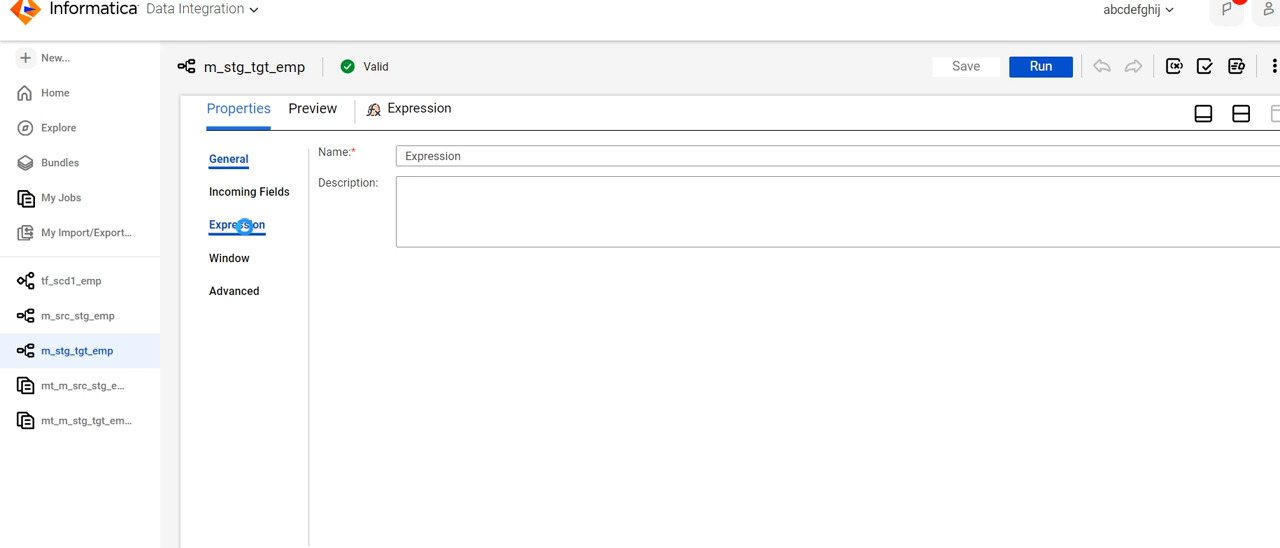 Informatica Data Integration
abcdefghij
New...
Home
Explore
Bundles
My Jobs
My Import/Export...
tf_scd1_emp
m_src_stg_emp
m_stg_tgt_emp
mt_m_src_stg_e...
mt_m_stg_tgt_em...
m_stg_tgt_emp
Valid
Save
Run
Properties
Preview
Expression
General
Incoming Fields
Expression
Window
Advanced
Name:*
Expression
Description: